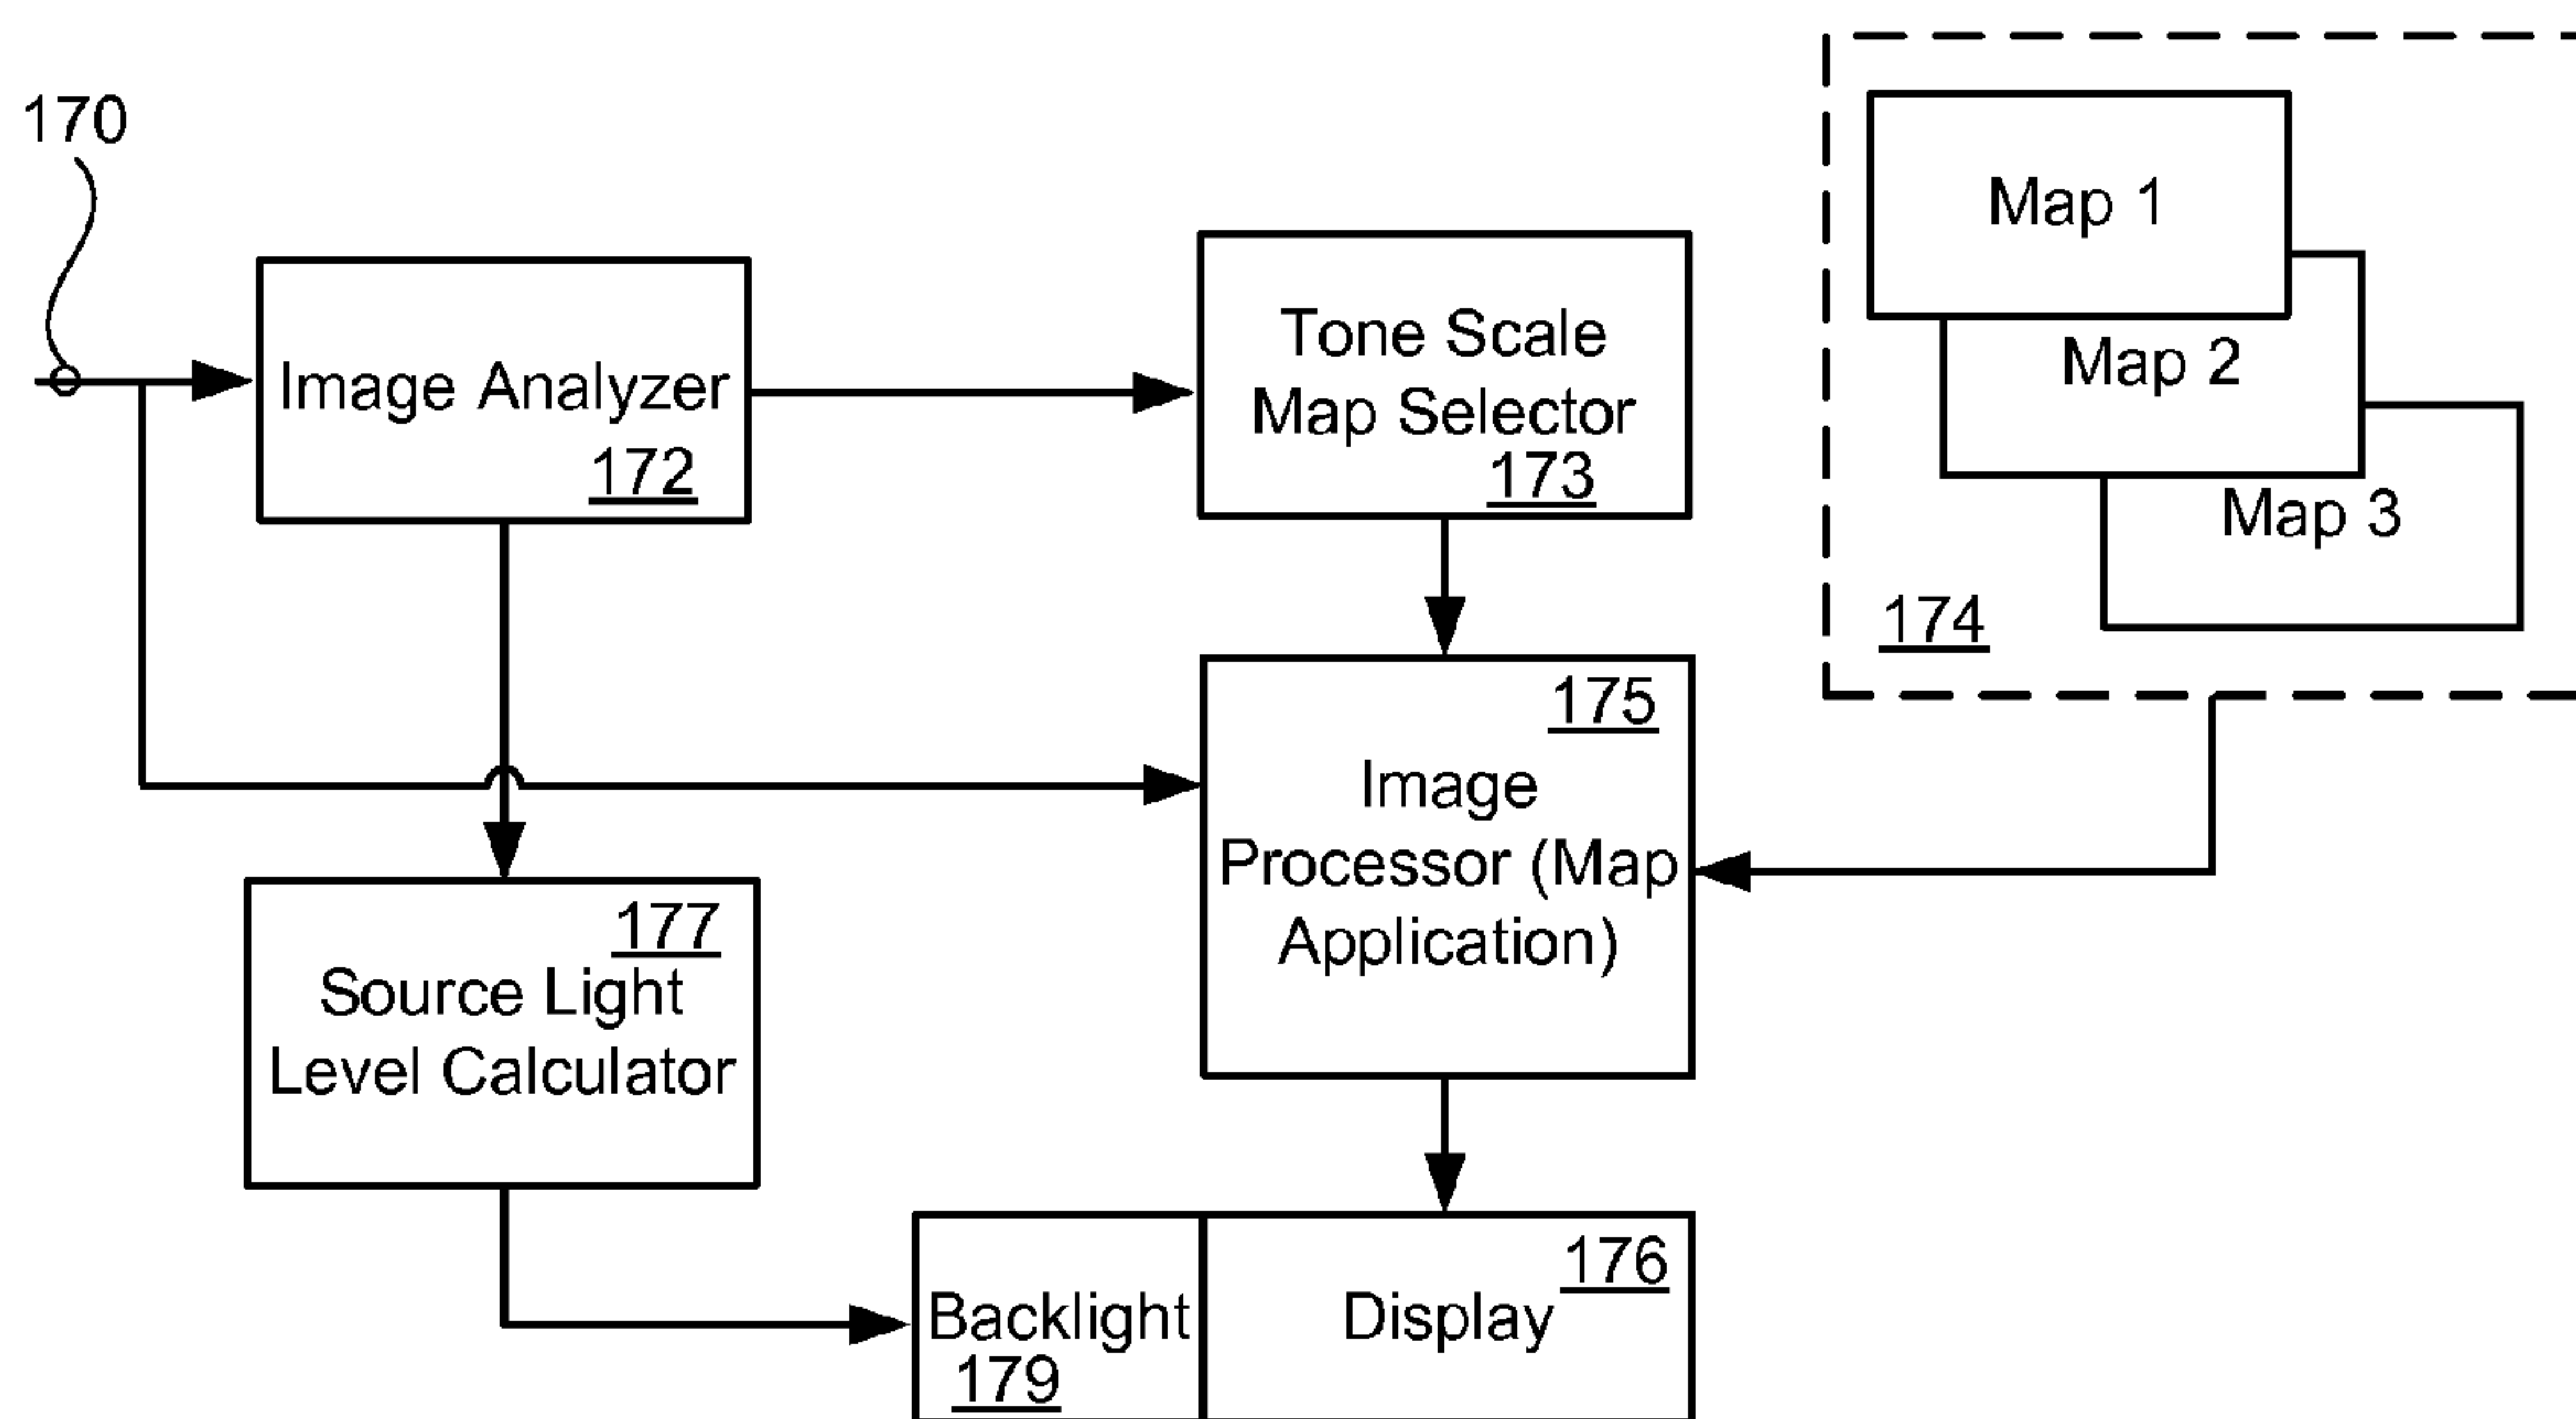 170
Image Analyzer
172
Tone Scale
Map Selector
173
Map 1
Map 2
Map 3
174
175
Image
Processor (Map
Application)
177
Source Light
Level Calculator
Backlight
179
176
Display